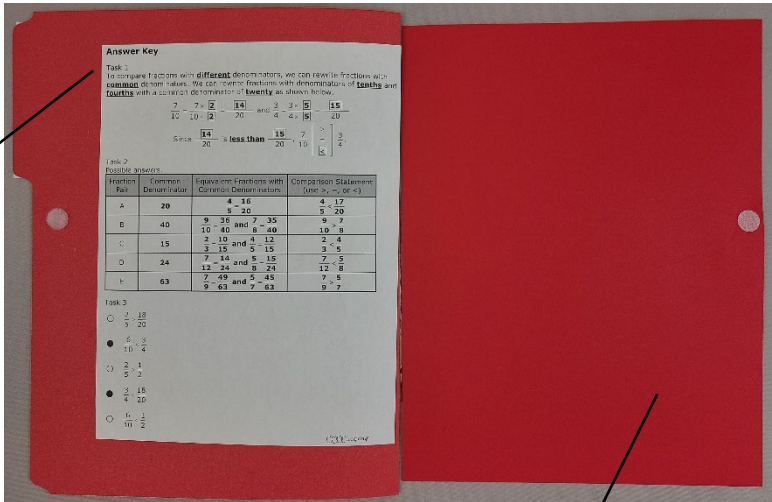 Answer Key
Task 1
To compare fractions with different denominators, we can rewrite fractions with
common denominators. We can rewrite fractions with denominators of tenths and
fourths with a common denominator of twenty as shown below.
7/10 = 7 × 2 / 10 × 2 = 14/20 and 3/4 = 3 × 5 / 4 × 5 = 15/20
Since 14/20 is less than 15/20, 7/10 [> = <] 3/4.
Task 2
Possible answers.
Fraction Pair | Common Denominator | Equivalent Fractions with Common Denominators | Comparison Statement (use >, =, or <)
A | 20 | 4/5 = 16/20 | 4/5 < 17/20
B | 40 | 9/10 = 36/40 and 7/8 = 35/40 | 9/10 > 7/8
C | 15 | 2/3 = 10/15 and 4/5 = 12/15 | 2/3 < 4/5
D | 24 | 7/12 = 14/24 and 5/8 = 15/24 | 7/12 < 5/8
E | 63 | 7/9 = 49/63 and 5/7 = 45/63 | 7/9 > 5/7
Task 3
18/20
6/10 < 3/4
2/5 > 1/2
3/4 18/20
6/10 < 1/2